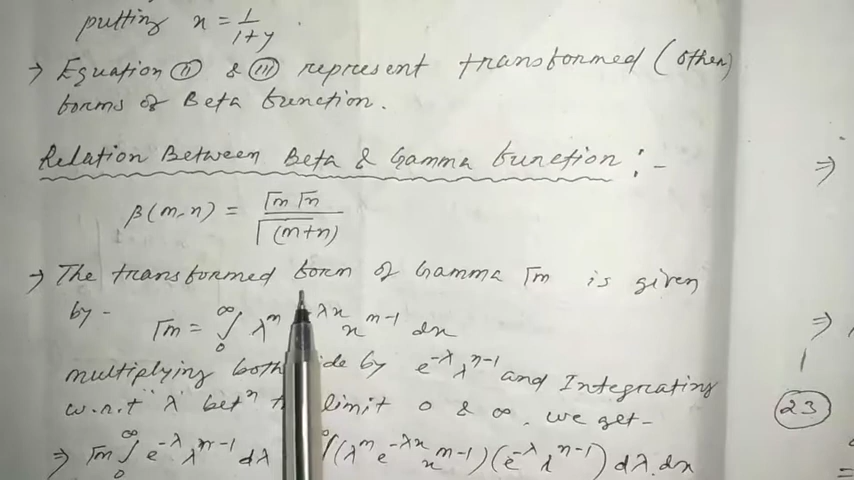 putting x = 1/(1+y) .
→ Equation (ii) & (iii) represent transformed (other)
forms of Beta function.
Relation Between Beta & Gamma function :-
β(m,n) = Γm Γn / Γ(m+n)
→ The transformed form of Gamma Γm is given
by -
Γm = ∫₀^∞ λ^m λx x^m-1 dx
multiplying both ide by e^-λ λ^n-1 and Integrating
w.r.t 'λ' betⁿ limit 0 & ∞, we get -
⇒ Γm ∫₀^∞ e^-λ λ^n-1 dλ (λ^m e^-λx x^m-1)(e^-λ λ^n-1) dλ.dx
⇒
⇒
23
=